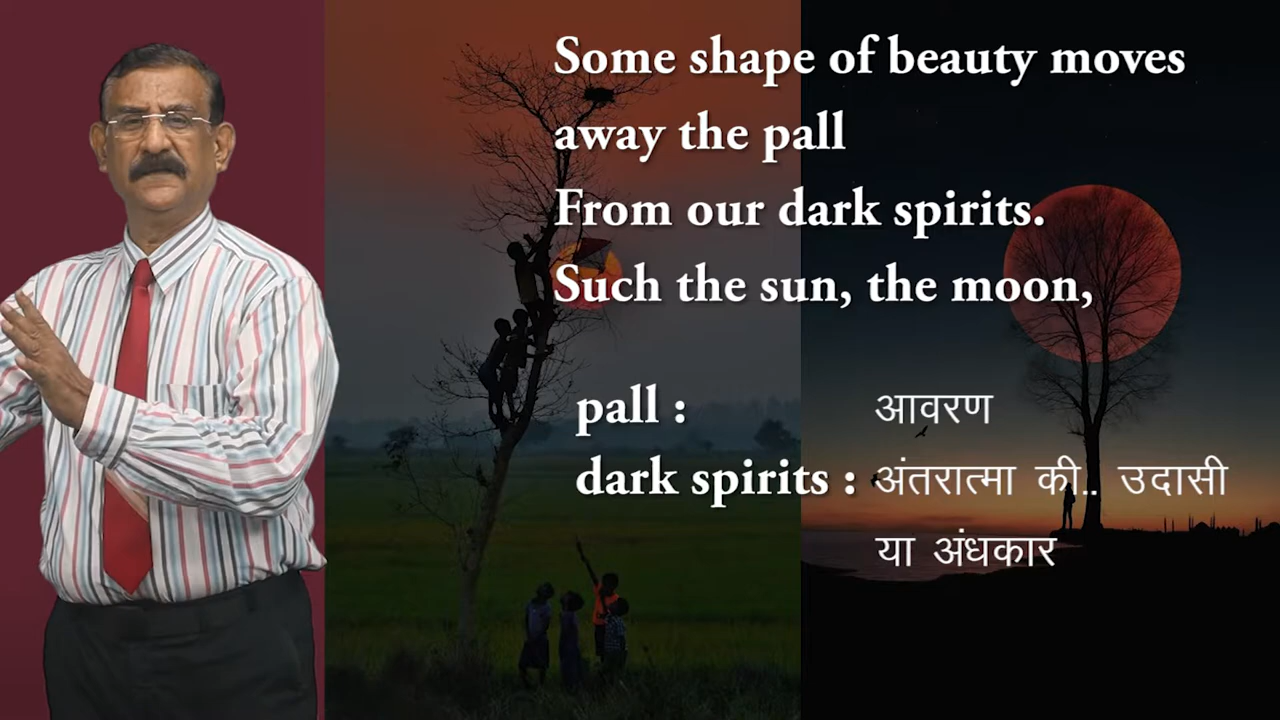 Some shape of beauty moves
away the pall
From our dark spirits.
Such the sun, the moon,
pall : आवरण
dark spirits : अंतरात्मा की.. उदासी
या अंधकार